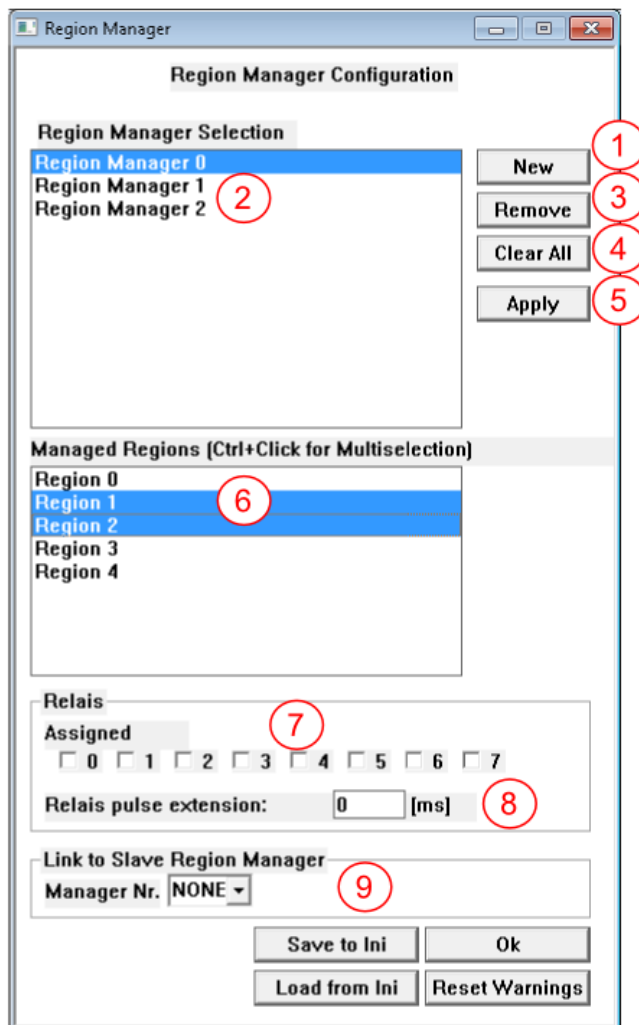 Region Manager
Region Manager Configuration
Region Manager Selection
1
Region Manager 0
New
Region Manager 1
2
3
Region Manager 2
Remove
4
Clear All
5
Apply
Managed Regions (Ctrl+Click for Multiselection)
Region 0
Region 1
6
Region 2
Region 3
Region 4
Relais
7
Assigned
0 1 2 3 4 5 6 7
Relais pulse extension: 0 [ms] 8
Link to Slave Region Manager
Manager Nr. NONE 9
Save to Ini Ok
Load from Ini Reset Warnings